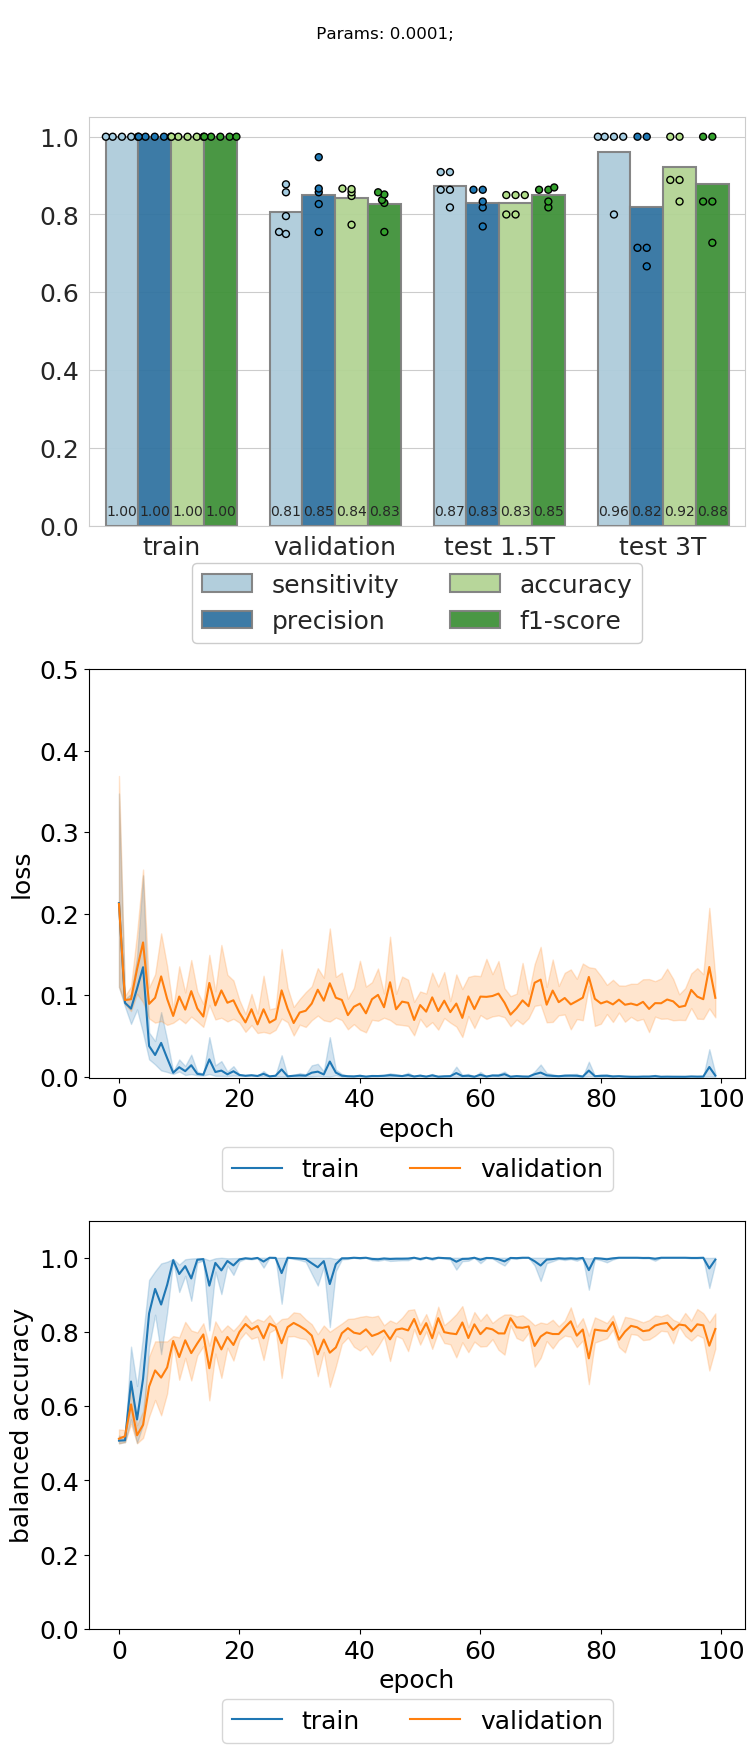 Params: 0.0001;
1.0
0.8
0.6
0.4
0.2
0.0
1.00 1.00 1.00 1.00 0.81 0.85 0.84 0.83 0.87 0.83 0.83 0.85 0.96 0.82 0.92 0.88
train validation test 1.5T test 3T
sensitivity accuracy
precision f1-score
0.5
0.4
0.3
0.2
0.1
0.0
loss
0 20 40 60 80 100
epoch
train validation
1.0
0.8
0.6
0.4
0.2
0.0
balanced accuracy
0 20 40 60 80 100
epoch
train validation